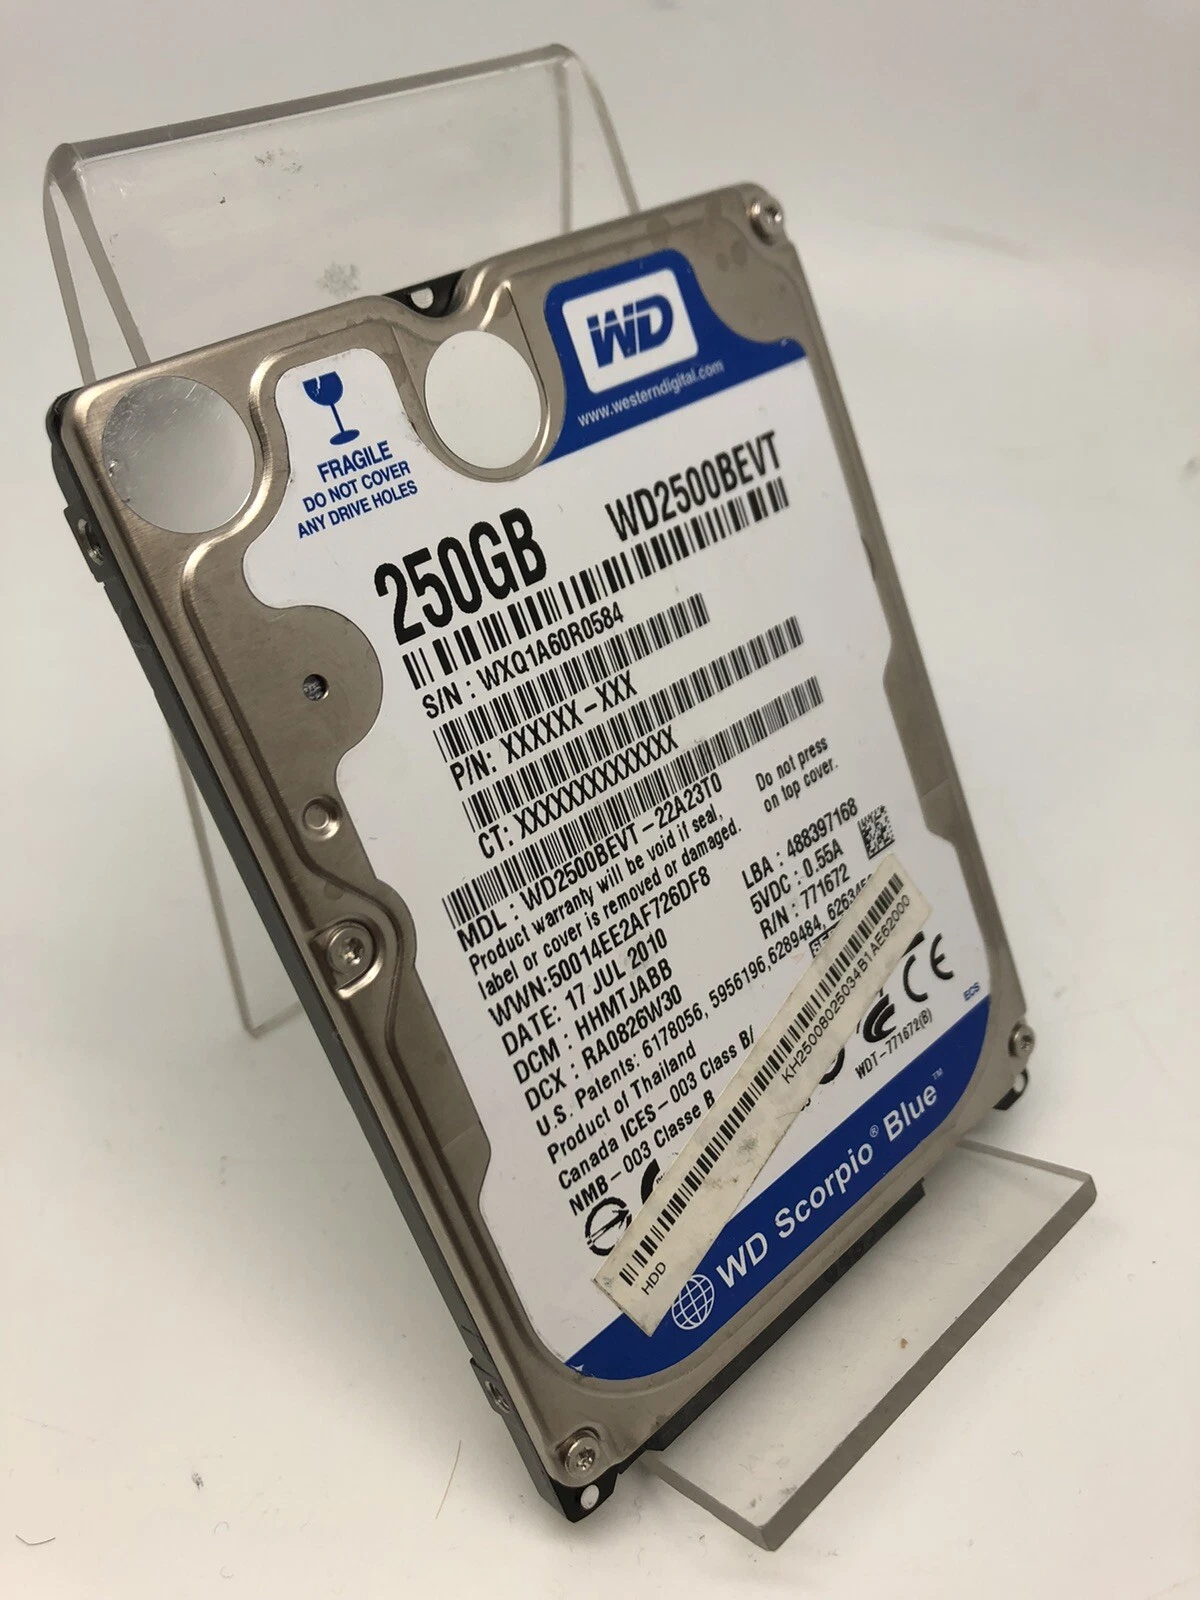 WD
www.westerndigital.com
FRAGILE
DO NOT COVER
ANY DRIVE HOLES
250GB WD2500BEVT
S/N : WXQ1A60R0584
P/N: XXXXXX-XXX
CT: XXXXXXXXXXXXXX
MDL : WD2500BEVT-22A23T0
Do not press
on top cover.
Product warranty will be void if seal,
label or cover is removed or damaged.
WWN:50014EE2AF726DF8
DATE: 17 JUL 2010
DCM : HHMTJABB
DCX : RA0826W30
LBA : 488397168
5VDC : 0.55A
R/N : 771672
U.S. Patents: 6178056, 5956196,6289484,
Product of Thailand
Canada ICES-003 Class B/
NMB-003 Classe B
CE
ECS
WDT-771672(B)
HDD KH25008025034B1AE62000
WD Scorpio® Blue™